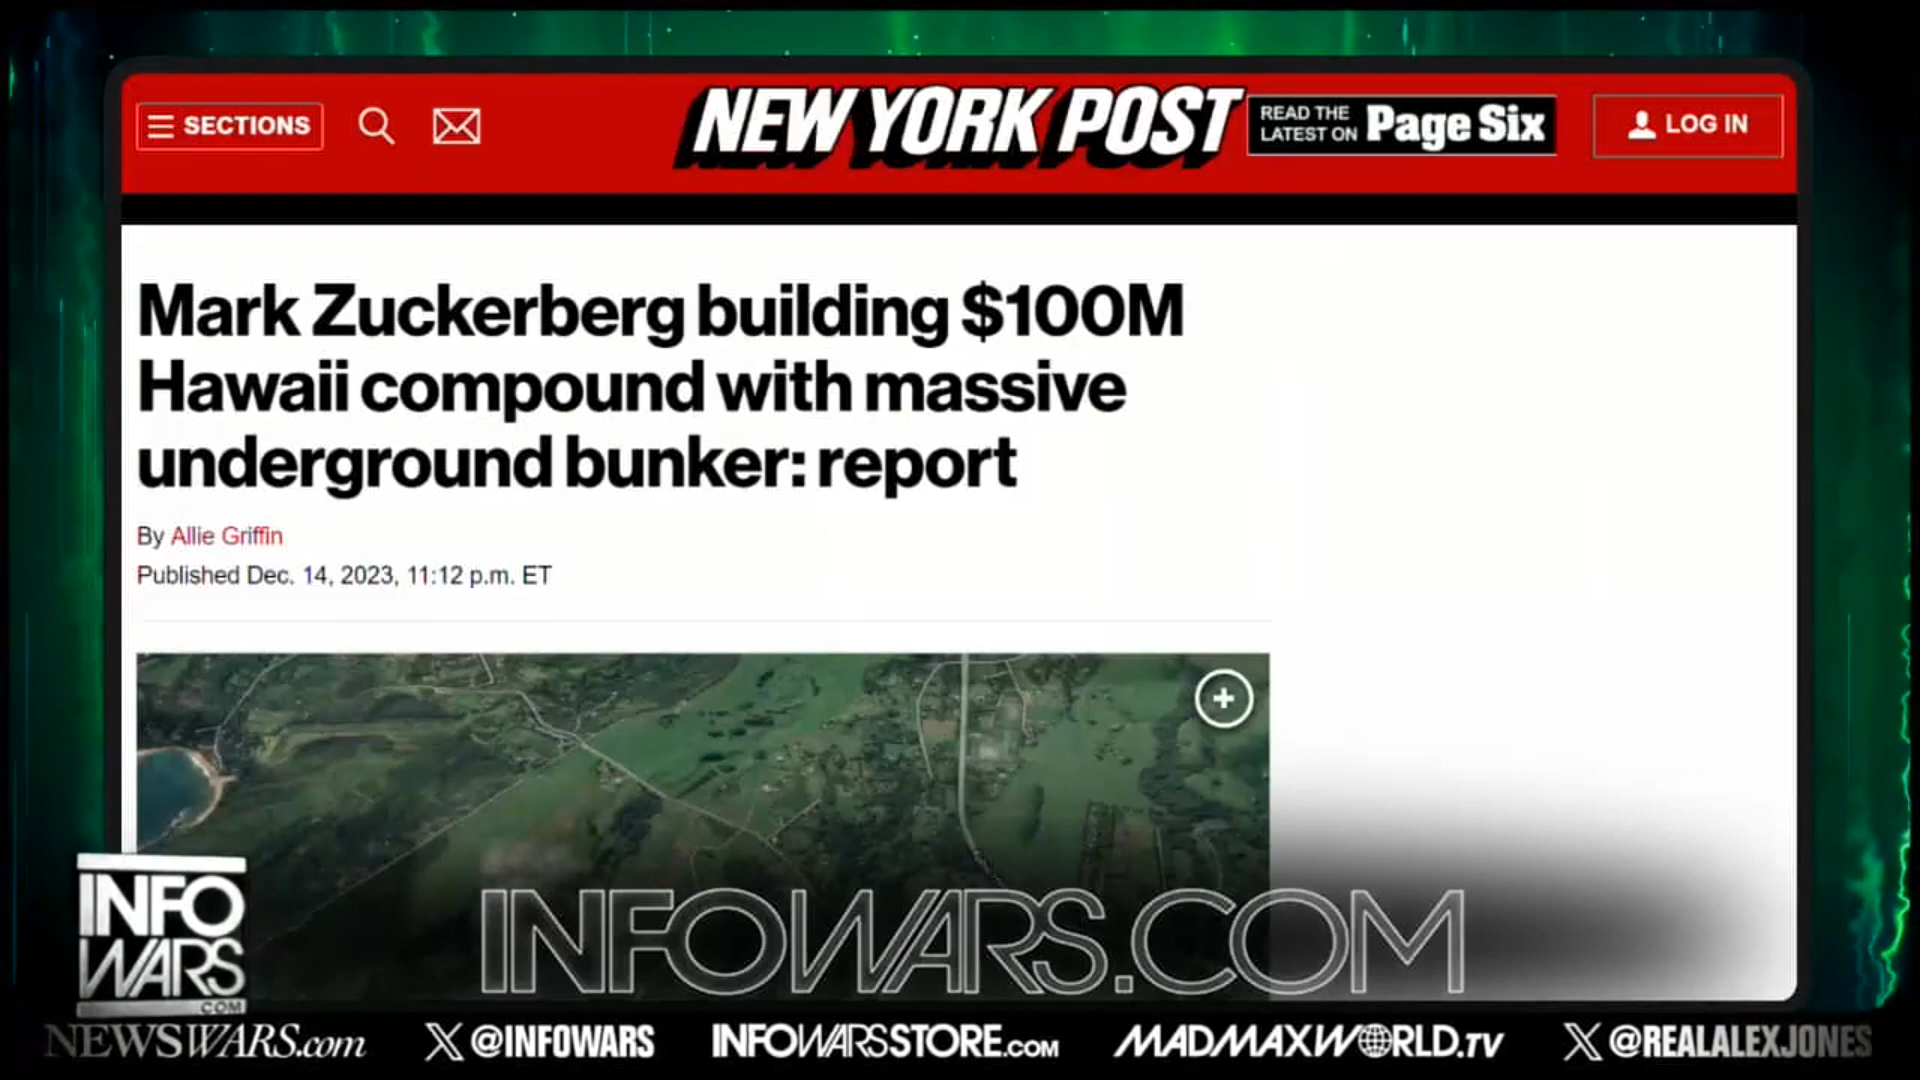 SECTIONS
NEW YORK POST
READ THE
LATEST ON
Page Six
LOG IN
Mark Zuckerberg building $100M
Hawaii compound with massive
underground bunker: report
By Allie Griffin
Published Dec. 14, 2023, 11:12 p.m. ET
INFOWARS.COM
INFO
WARS
.COM
NEWSWARS.com
X @INFOWARS
INFOWARSSTORE.COM
MADMAXWORLD.TV
X @REALALEXJONES